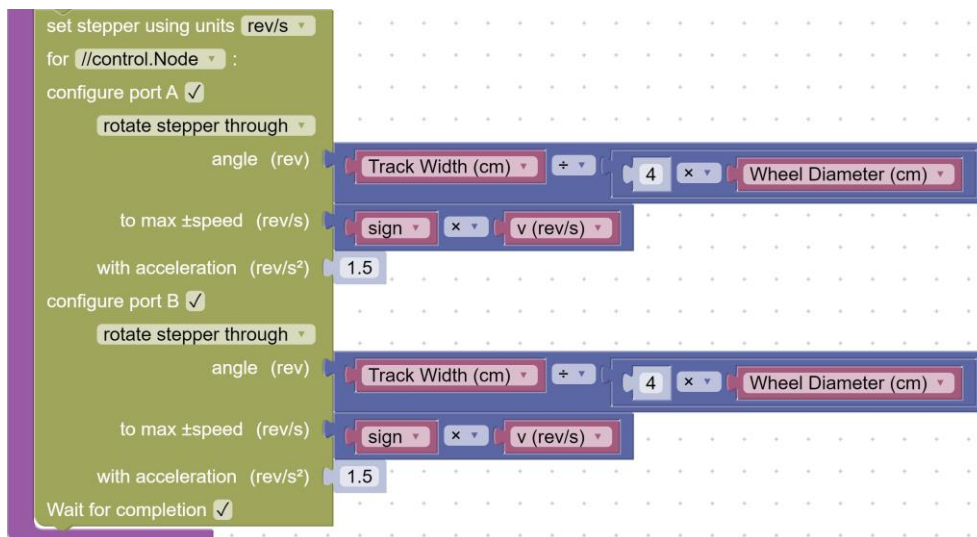 set stepper using units rev/s
for //control.Node :
configure port A ✓
rotate stepper through
angle (rev) Track Width (cm) ÷ 4 × Wheel Diameter (cm)
to max ±speed (rev/s) sign × v (rev/s)
with acceleration (rev/s²) 1.5
configure port B ✓
rotate stepper through
angle (rev) Track Width (cm) ÷ 4 × Wheel Diameter (cm)
to max ±speed (rev/s) sign × v (rev/s)
with acceleration (rev/s²) 1.5
Wait for completion ✓